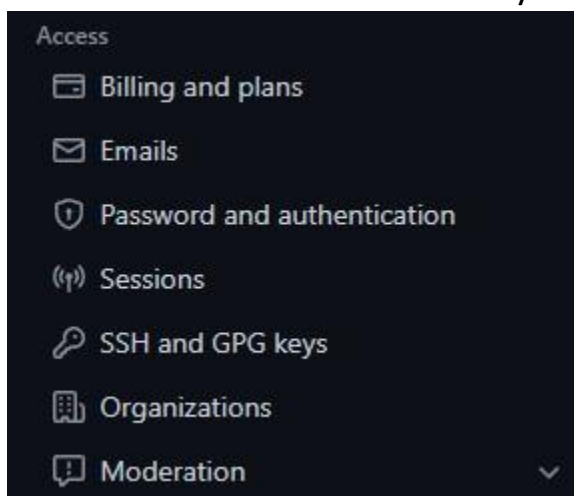 Access
Billing and plans
Emails
Password and authentication
Sessions
SSH and GPG keys
Organizations
Moderation